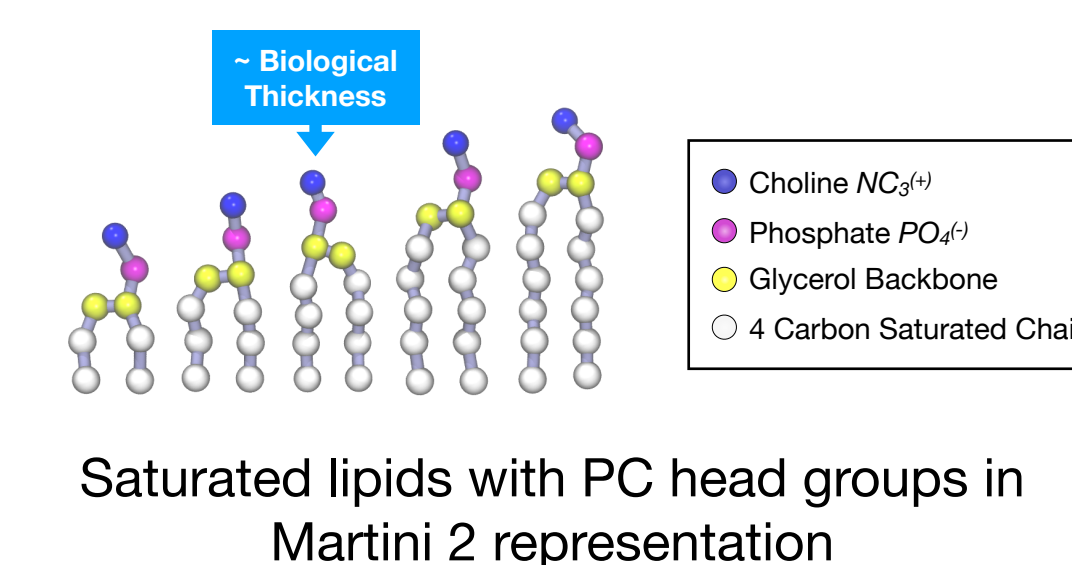 ~ Biological
Thickness
Choline NC₃⁽⁺⁾
Phosphate PO₄⁽⁻⁾
Glycerol Backbone
4 Carbon Saturated Chai
Saturated lipids with PC head groups in
Martini 2 representation